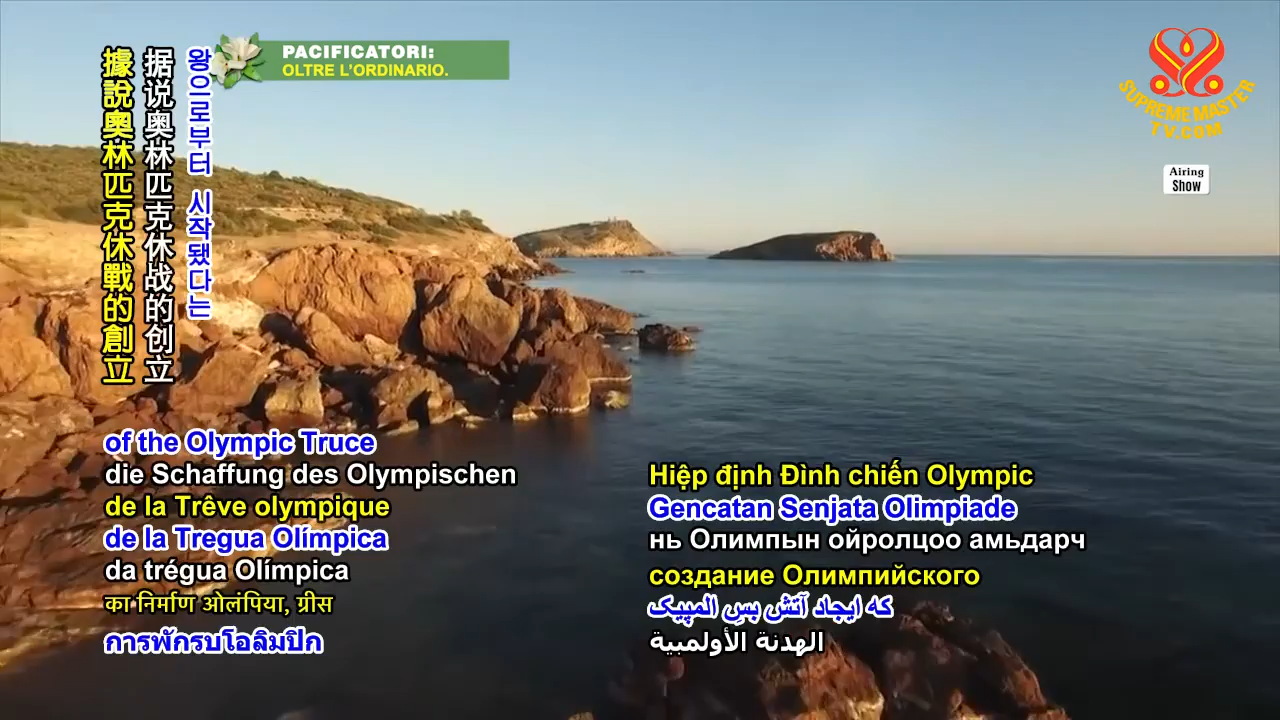 PACIFICATORI:
OLTRE L'ORDINARIO.
SUPREME MASTER
TV.COM
Airing
Show
據說奧林匹克休戰的創立
据说奥林匹克休战的创立
왕으로부터 시작됐다는
of the Olympic Truce
die Schaffung des Olympischen
de la Trêve olympique
de la Tregua Olímpica
da trégua Olímpica
का निर्माण ओलंपिया, ग्रीस
การพักรบโอลิมปิก
Hiệp định Đình chiến Olympic
Gencatan Senjata Olimpiade
нь Олимпын ойролцоо амьдарч
создание Олимпийского
که ایجاد آتش بسِ المپیک
الهدنة الأولمبية